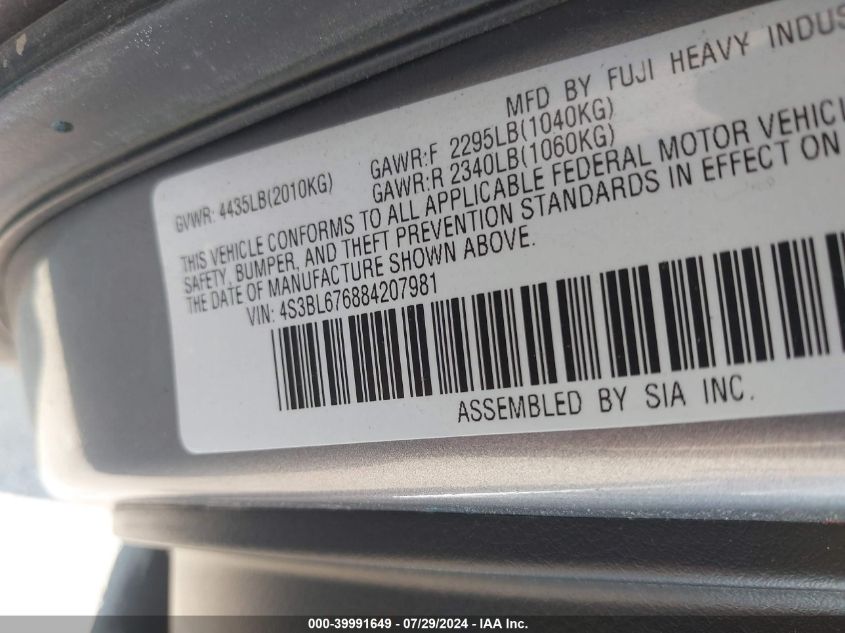 MFD BY FUJI HEAVY INDUS
GVWR: 4435LB(2010KG) GAWR:F 2295LB(1040KG)
GAWR:R 2340LB(1060KG)
THIS VEHICLE CONFORMS TO ALL APPLICABLE FEDERAL MOTOR VEHICL
SAFETY, BUMPER, AND THEFT PREVENTION STANDARDS IN EFFECT ON
THE DATE OF MANUFACTURE SHOWN ABOVE.
VIN: 4S3BL676884207981
ASSEMBLED BY SIA INC.
000-39991649 / 07/29/2024 - IAA Inc.